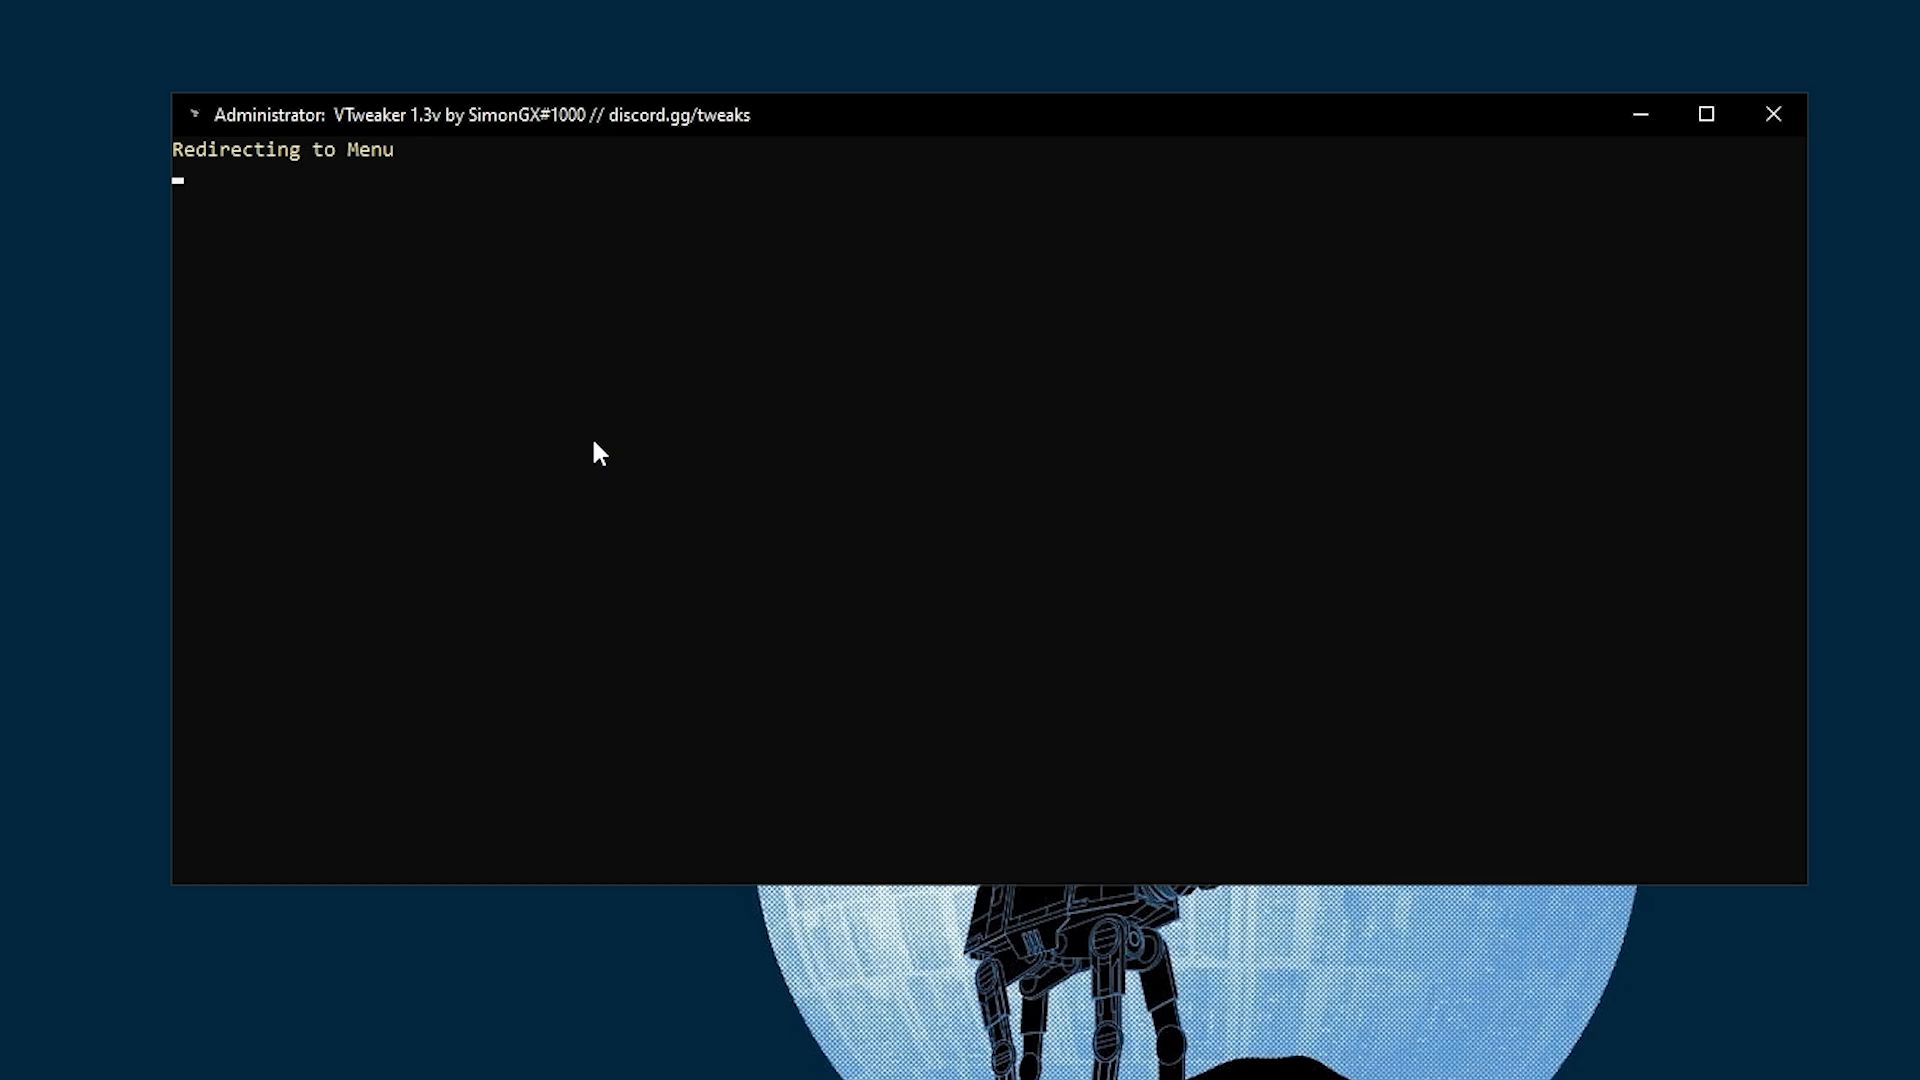 Administrator:  VTweaker 1.3v by SimonGX#1000 // discord.gg/tweaks
Redirecting to Menu